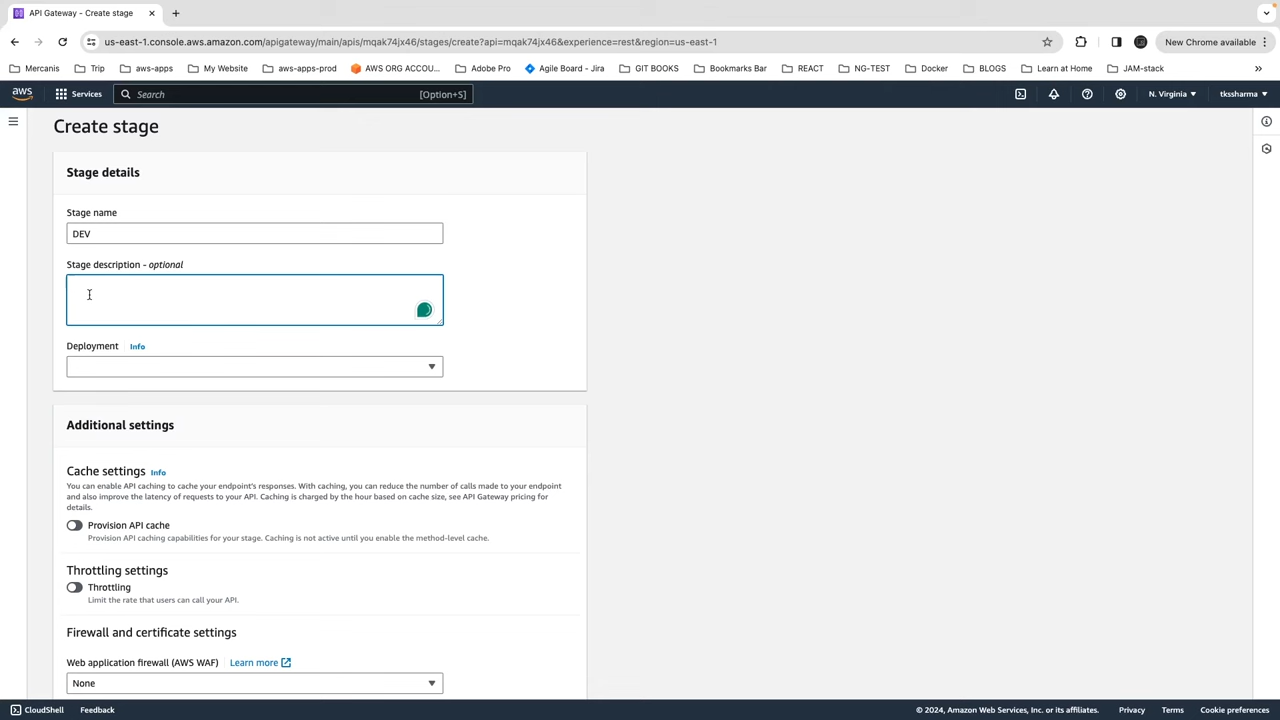 API Gateway - Create stage
us-east-1.console.aws.amazon.com/apigateway/main/apis/mqak74jx46/stages/create?api=mqak74jx46&experience=rest&region=us-east-1
New Chrome available
Mercanis
Trip
aws-apps
My Website
aws-apps-prod
AWS ORG ACCOU...
Adobe Pro
Agile Board - Jira
GIT BOOKS
Bookmarks Bar
REACT
NG-TEST
Docker
BLOGS
Learn at Home
JAM-stack
»
aws
Services
Search
[Option+S]
N. Virginia
tkssharma
Create stage
Stage details
Stage name
DEV
Stage description - optional
Deployment Info
Additional settings
Cache settings Info
You can enable API caching to cache your endpoint's responses. With caching, you can reduce the number of calls made to your endpoint
and also improve the latency of requests to your API. Caching is charged by the hour based on cache size, see API Gateway pricing for
details.
Provision API cache
Provision API caching capabilities for your stage. Caching is not active until you enable the method-level cache.
Throttling settings
Throttling
Limit the rate that users can call your API.
Firewall and certificate settings
Web application firewall (AWS WAF) Learn more
None
CloudShell
Feedback
© 2024, Amazon Web Services, Inc. or its affiliates.
Privacy
Terms
Cookie preferences